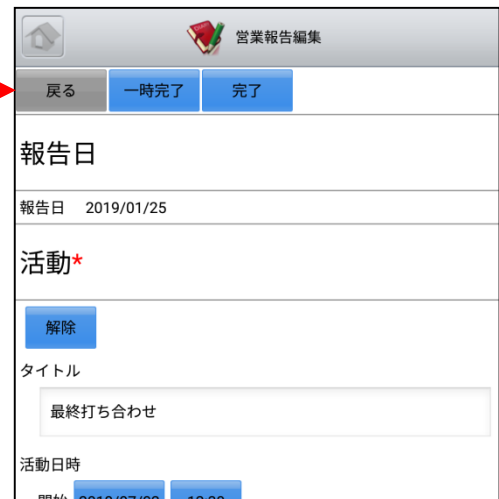 営業報告編集
戻る 一時完了 完了
報告日
報告日 2019/01/25
活動*
解除
タイトル
最終打ち合わせ
活動日時
開始